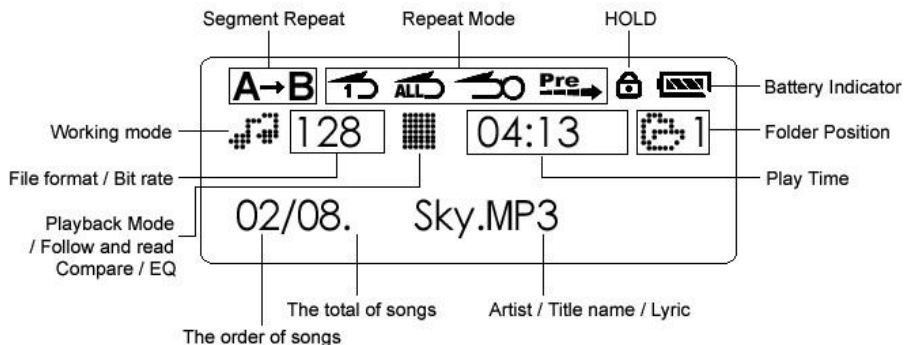 Segment Repeat Repeat Mode HOLD
A→B 1 ALL Pre Battery Indicator
Working mode 128 04:13 1 Folder Position
File format / Bit rate Play Time
02/08. Sky.MP3
Playback Mode
/ Follow and read
Compare / EQ
The total of songs Artist / Title name / Lyric
The order of songs